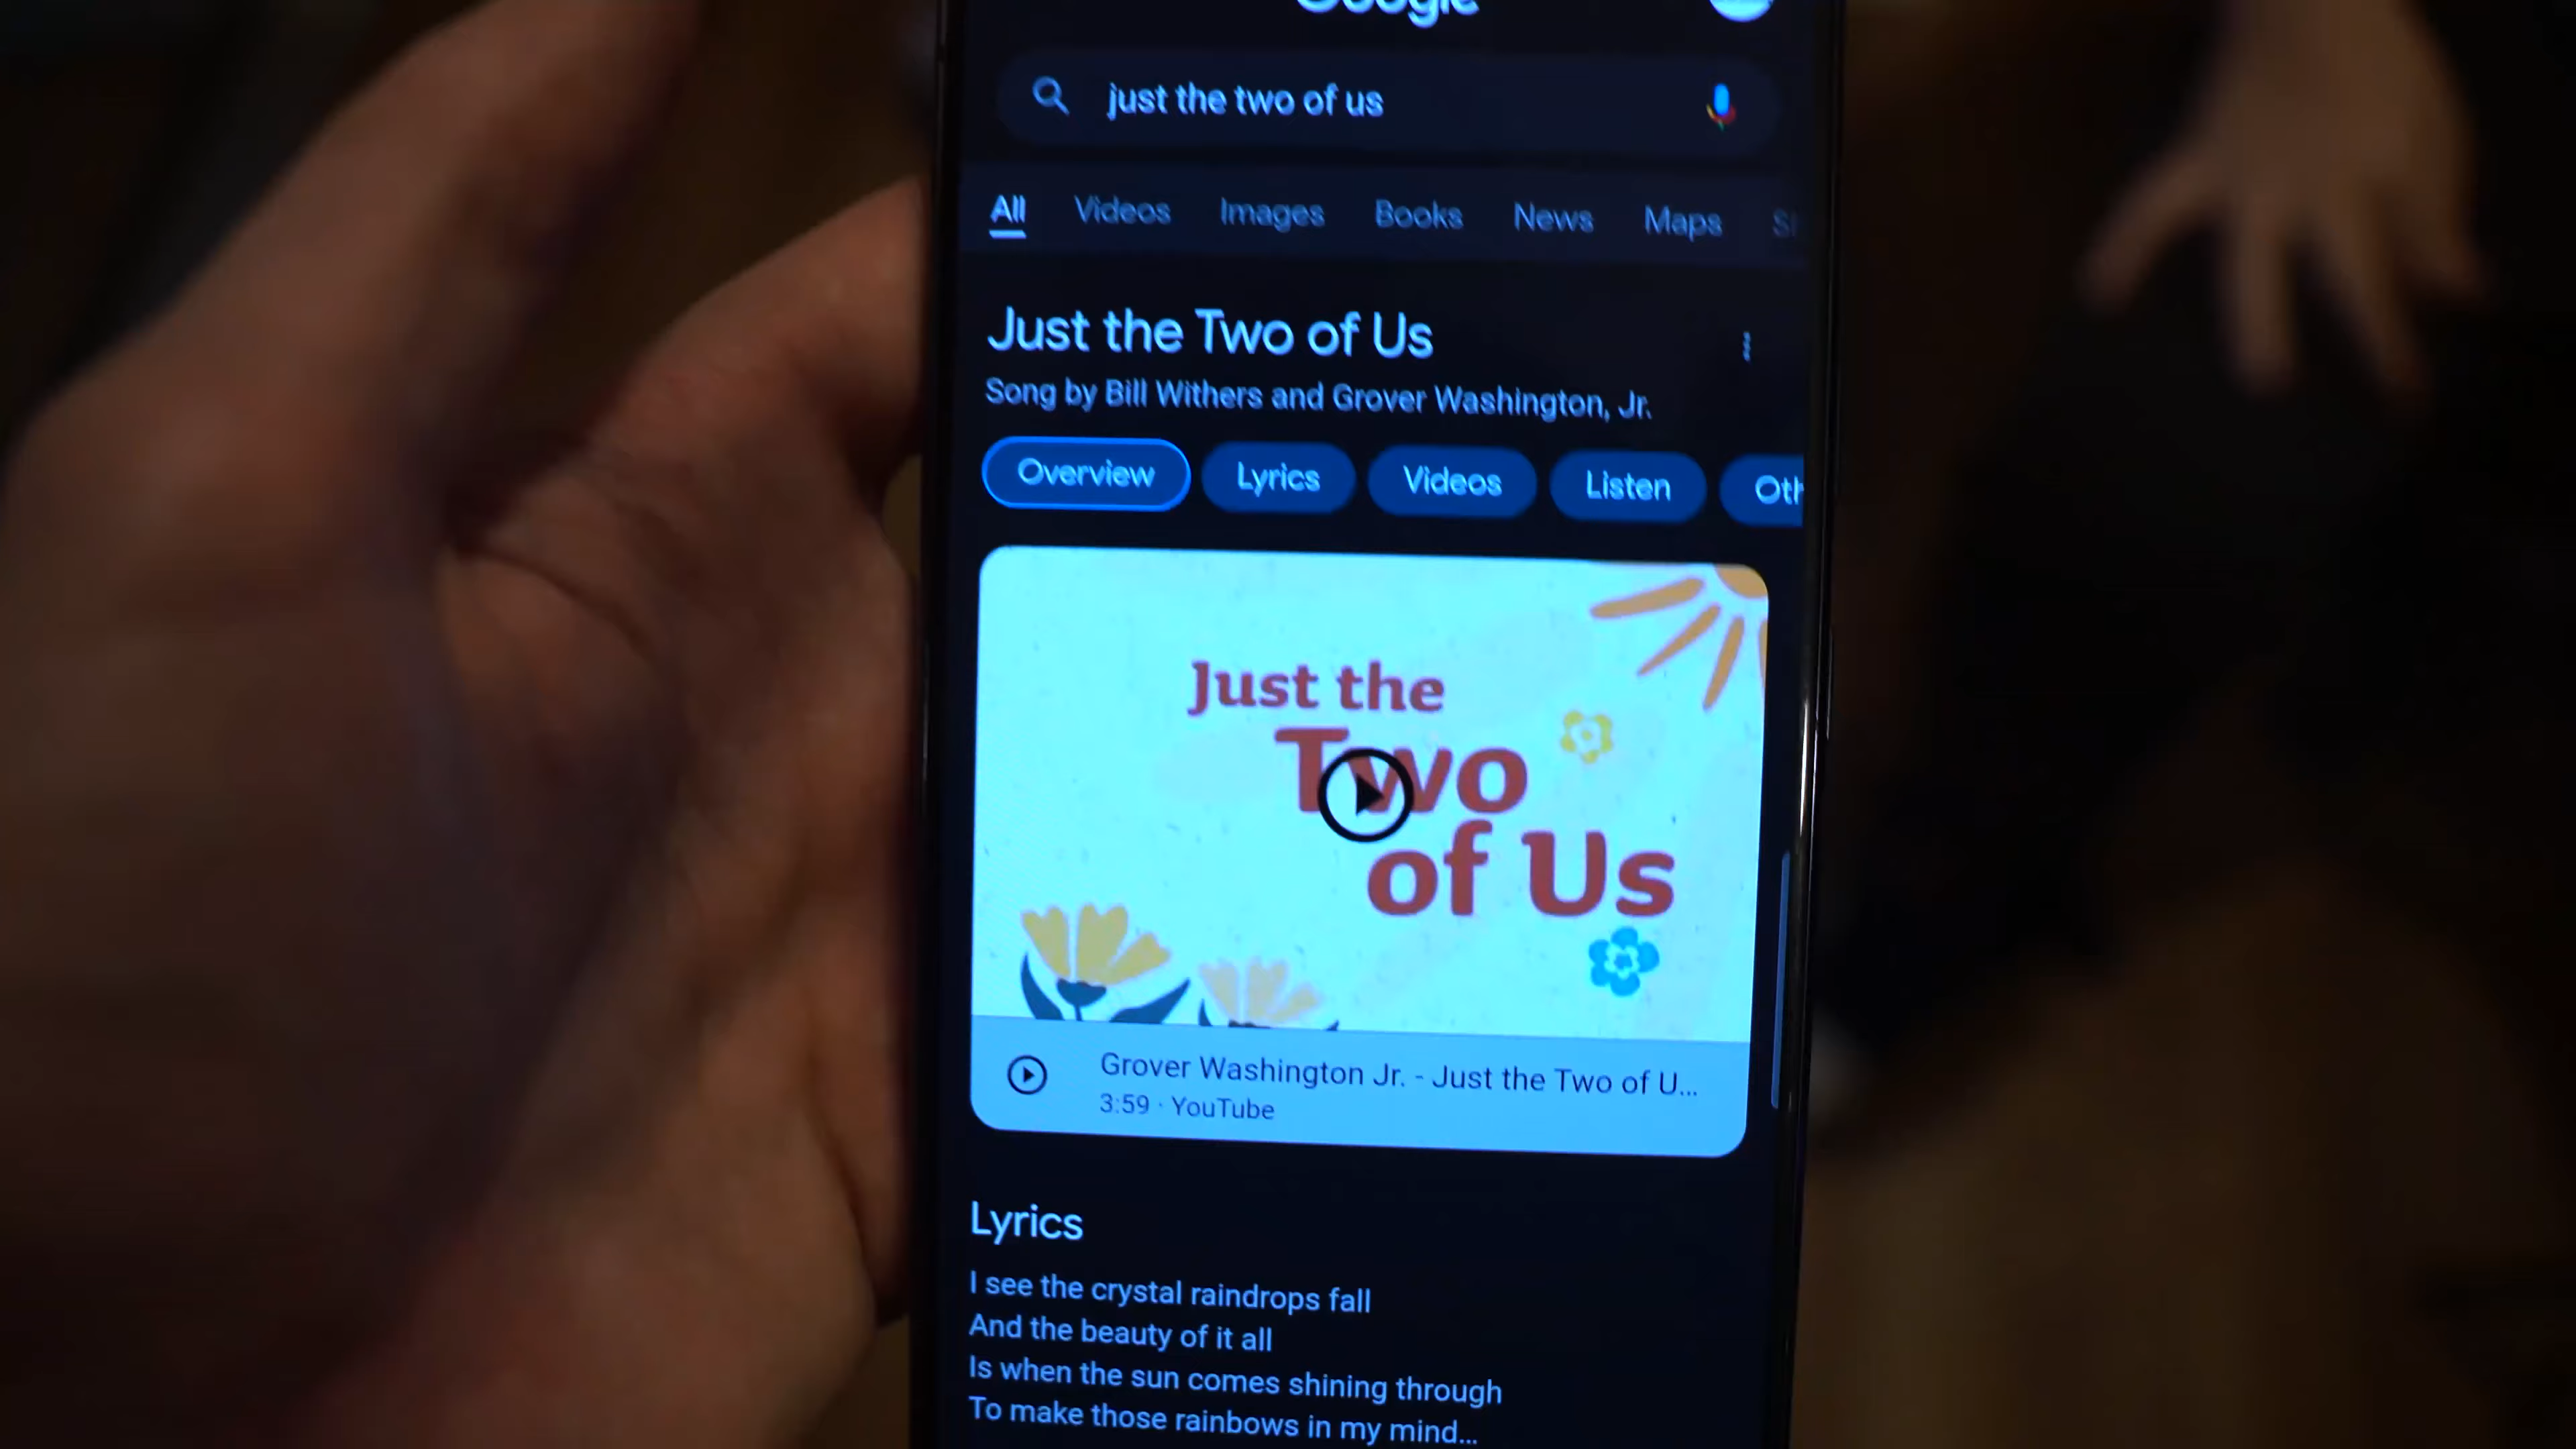 Google
just the two of us
All Videos Images Books News Maps
Just the Two of Us
Song by Bill Withers and Grover Washington, Jr.
Overview Lyrics Videos Listen Oth
Just the
Two
of Us
Grover Washington Jr. - Just the Two of U...
3:59 · YouTube
Lyrics
I see the crystal raindrops fall
And the beauty of it all
Is when the sun comes shining through
To make those rainbows in my mind...